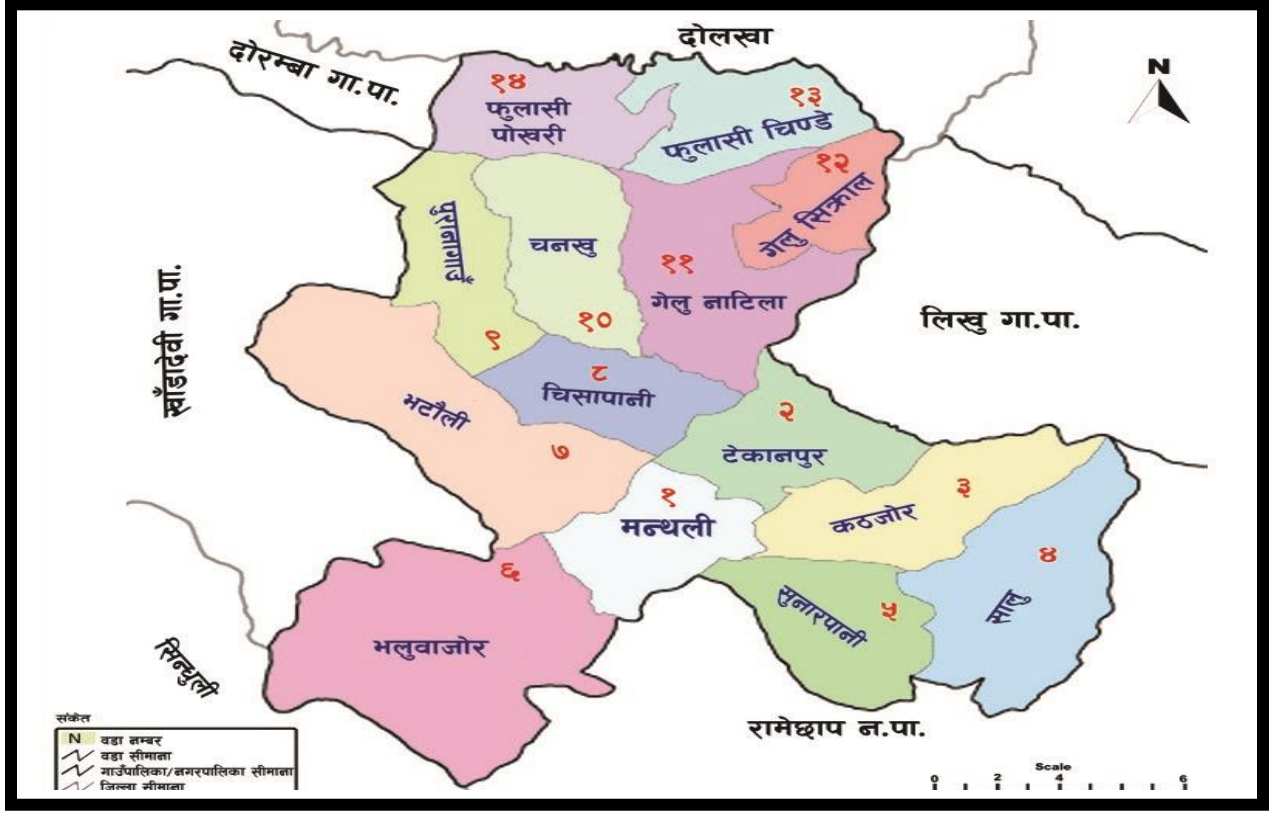 दोलखा
दोरम्बा गा.पा.
N
१४
फुलासी
पोखरी
१३
फुलासी चिण्डे
१२
गेलु सिक्राल
पुरानागाउँ
चनखु
११
गेलु नाटिला
खाँडादेवी गा.पा.
लिखु गा.पा.
१०
९
८
चिसापानी
भटौली
२
टेकानपुर
७
१
मन्थली
३
कठजोर
४
सालु
६
भलुवाजोर
सुनारपानी
५
सिन्धुली
रामेछाप न.पा.
संकेत
N वडा नम्बर
वडा सीमाना
गाउँपालिका/नगरपालिका सीमाना
जिल्ला सीमाना
Scale
0 2 4 6